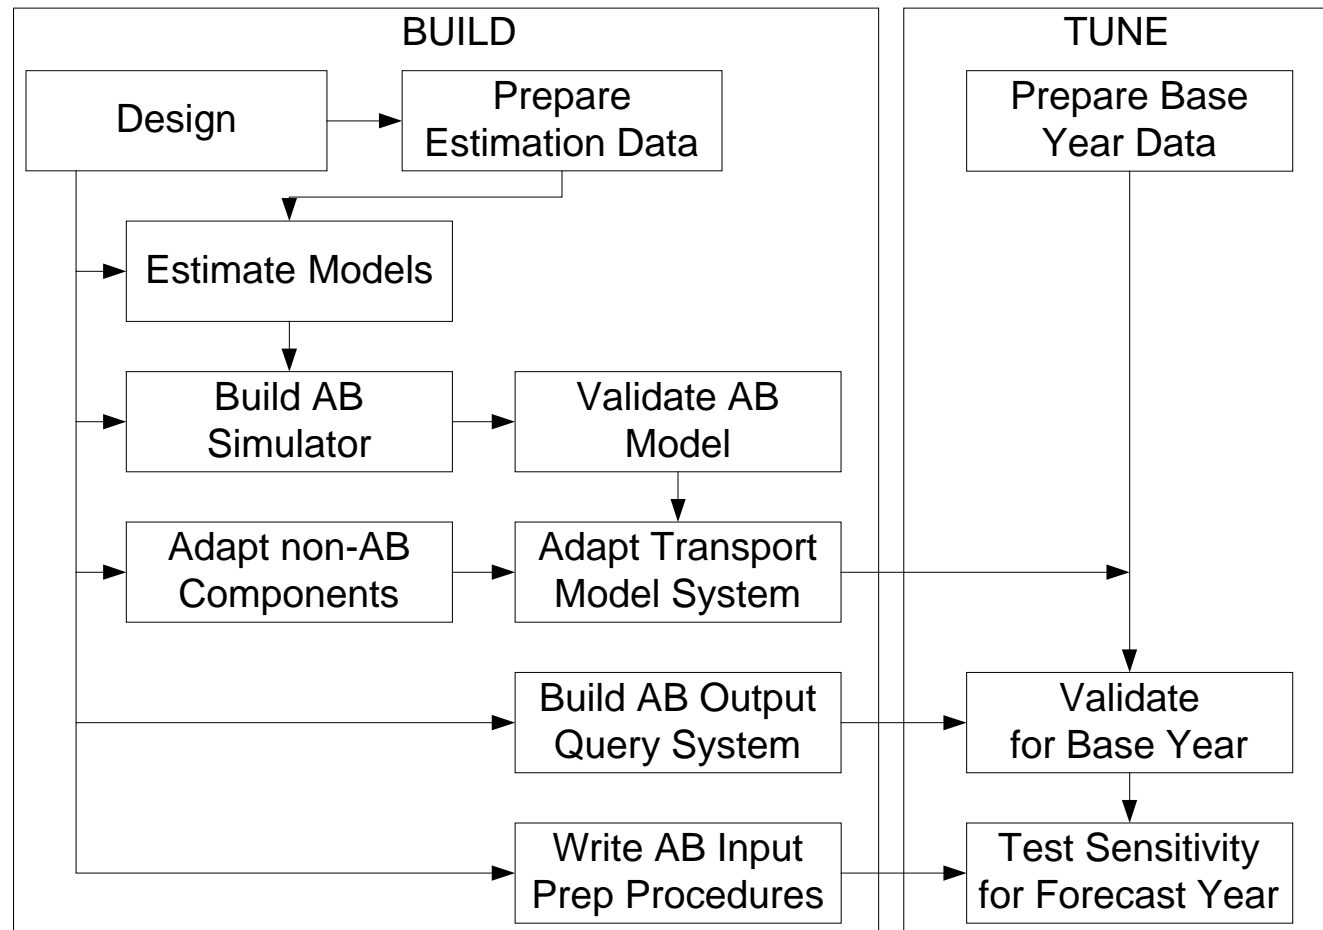 BUILD
TUNE
Design
Prepare
Estimation Data
Prepare Base
Year Data
Estimate Models
Build AB
Simulator
Validate AB
Model
Adapt non-AB
Components
Adapt Transport
Model System
Build AB Output
Query System
Validate
for Base Year
Write AB Input
Prep Procedures
Test Sensitivity
for Forecast Year